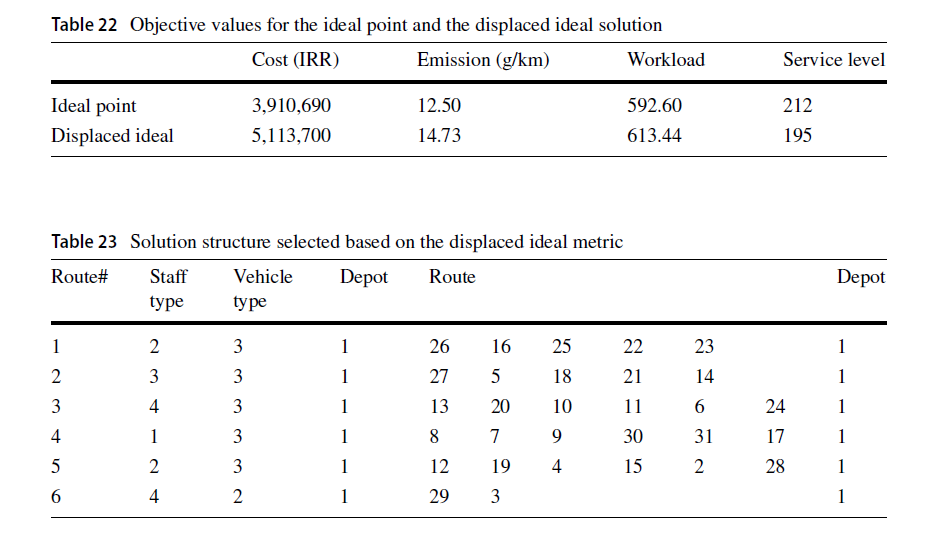 Table 22 Objective values for the ideal point and the displaced ideal solution
Cost (IRR) Emission (g/km) Workload Service level
Ideal point 3,910,690 12.50 592.60 212
Displaced ideal 5,113,700 14.73 613.44 195
Table 23 Solution structure selected based on the displaced ideal metric
Route# Staff Vehicle Depot Route Depot
type type
1 2 3 1 26 16 25 22 23 1
2 3 3 1 27 5 18 21 14 1
3 4 3 1 13 20 10 11 6 24 1
4 1 3 1 8 7 9 30 31 17 1
5 2 3 1 12 19 4 15 2 28 1
6 4 2 1 29 3 1